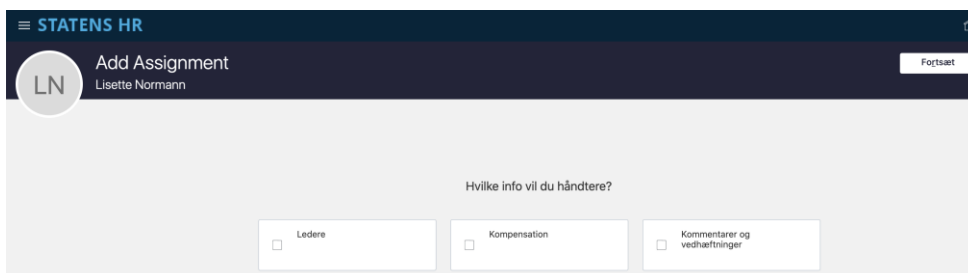 STATENS HR
Add Assignment
Fortsæt
LN
Lisette Normann
Hvilke info vil du håndtere?
Ledere
Kompensation
Kommentarer og
vedhæftninger